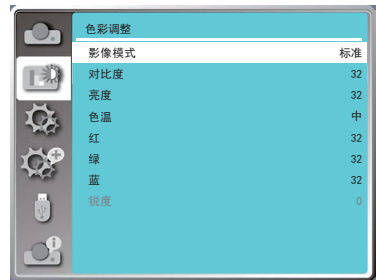 色彩调整
影像模式 标准
对比度 32
亮度 32
色温 中
红 32
绿 32
蓝 32
锐度 0